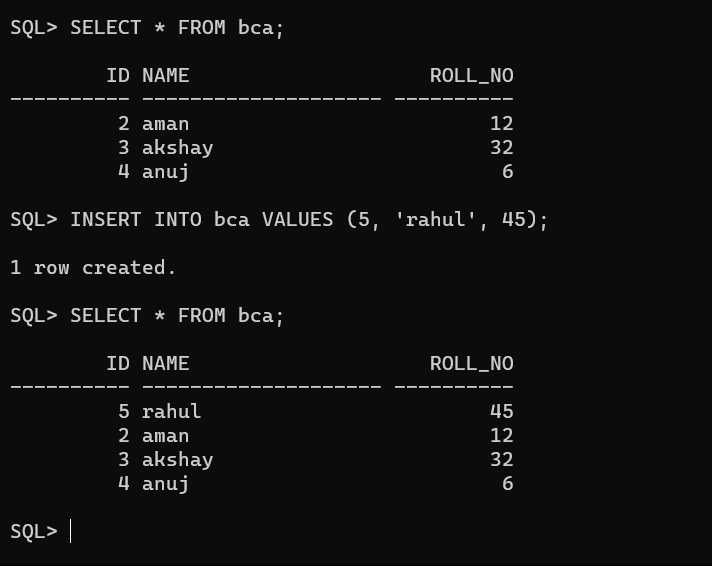 SQL> SELECT * FROM bca;
        ID NAME                    ROLL_NO
---------- -------------------- ----------
         2 aman                         12
         3 akshay                       32
         4 anuj                          6
SQL> INSERT INTO bca VALUES (5, 'rahul', 45);
1 row created.
SQL> SELECT * FROM bca;
        ID NAME                    ROLL_NO
---------- -------------------- ----------
         5 rahul                        45
         2 aman                         12
         3 akshay                       32
         4 anuj                          6
SQL>